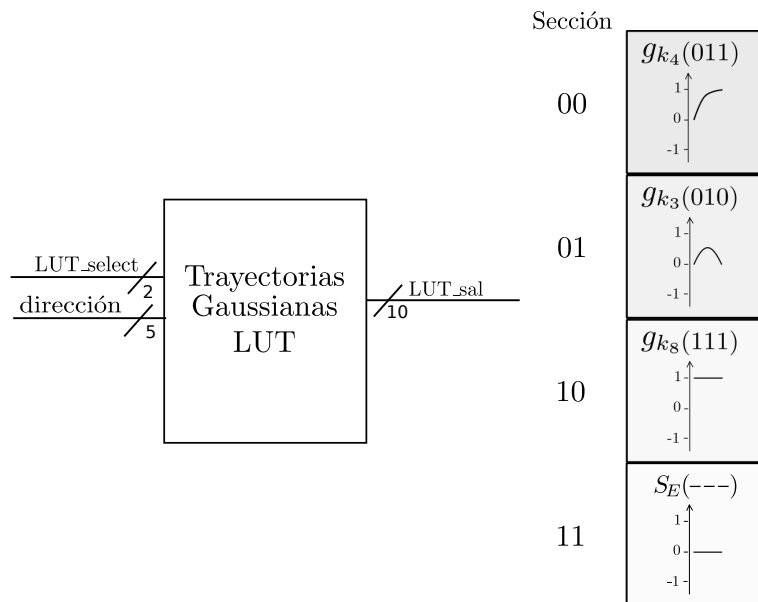 Sección
g_{k_4}(011)
1
0
-1
00
g_{k_3}(010)
1
0
-1
01
LUT_select
2
dirección
5
Trayectorias
Gaussianas
LUT
LUT_sal
10
g_{k_8}(111)
1
0
-1
10
S_E(---)
1
0
-1
11